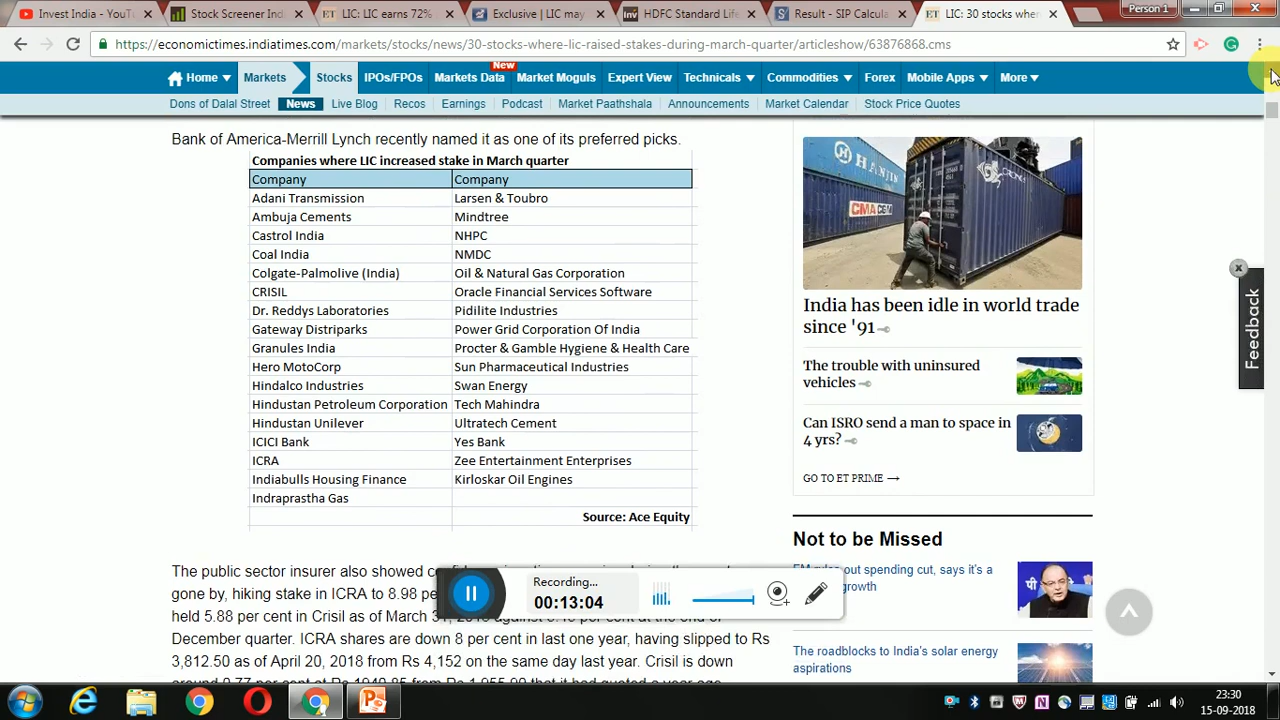 Invest India - YouT
Stock Screener Ind
LIC: LIC earns 72%
Exclusive | LIC may
HDFC Standard Life
Result - SIP Calcula
LIC: 30 stocks wher
Person 1
https://economictimes.indiatimes.com/markets/stocks/news/30-stocks-where-lic-raised-stakes-during-march-quarter/articleshow/63876868.cms
New
Home Markets Stocks IPOs/FPOs Markets Data Market Moguls Expert View Technicals Commodities Forex Mobile Apps More
Dons of Dalal Street News Live Blog Recos Earnings Podcast Market Paathshala Announcements Market Calendar Stock Price Quotes
Bank of America-Merrill Lynch recently named it as one of its preferred picks.
Companies where LIC increased stake in March quarter
Company Company
Adani Transmission Larsen & Toubro
Ambuja Cements Mindtree
Castrol India NHPC
Coal India NMDC
Colgate-Palmolive (India) Oil & Natural Gas Corporation
CRISIL Oracle Financial Services Software
Dr. Reddys Laboratories Pidilite Industries
Gateway Distriparks Power Grid Corporation Of India
Granules India Procter & Gamble Hygiene & Health Care
Hero MotoCorp Sun Pharmaceutical Industries
Hindalco Industries Swan Energy
Hindustan Petroleum Corporation Tech Mahindra
Hindustan Unilever Ultratech Cement
ICICI Bank Yes Bank
ICRA Zee Entertainment Enterprises
Indiabulls Housing Finance Kirloskar Oil Engines
Indraprastha Gas
Source: Ace Equity
The public sector insurer also showed
gone by, hiking stake in ICRA to 8.98 pe
held 5.88 per cent in Crisil as of March
December quarter. ICRA shares are down 8 per cent in last one year, having slipped to Rs
3,812.50 as of April 20, 2018 from Rs 4,152 on the same day last year. Crisil is down
HANJIN
CMA CGM
CRONOS
India has been idle in world trade
since '91
The trouble with uninsured
vehicles
Can ISRO send a man to space in
4 yrs?
GO TO ET PRIME →
Not to be Missed
out spending cut, says it's a
growth
The roadblocks to India's solar energy
aspirations
Feedback
Recording...
00:13:04
23:30
15-09-2018